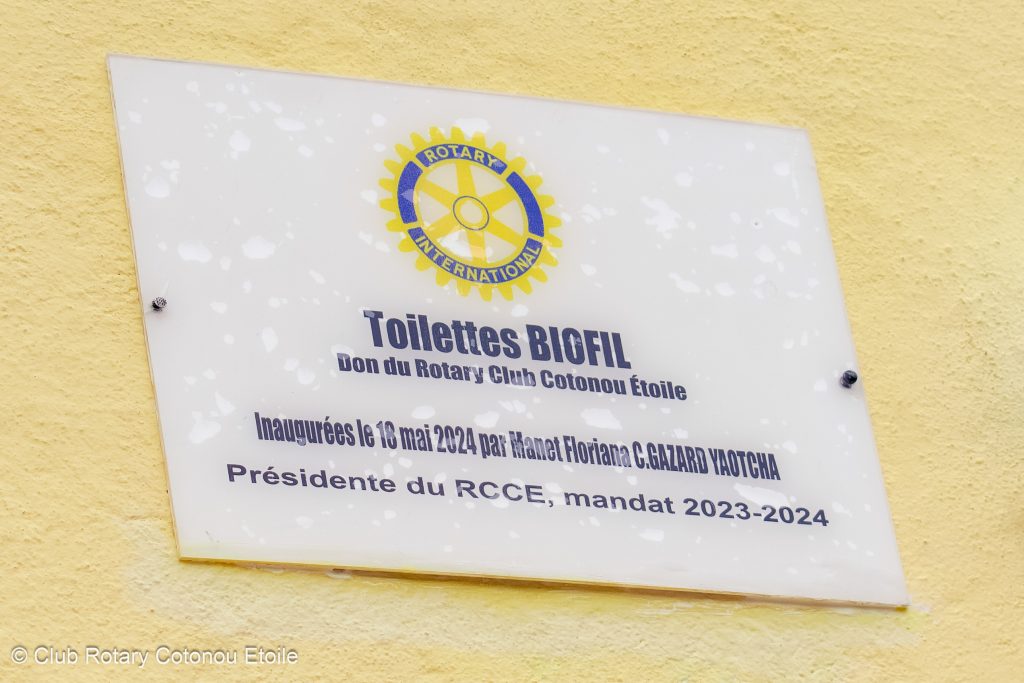 ROTARY
INTERNATIONAL
Toilettes BIOFIL
Don du Rotary Club Cotonou Étoile
Inaugurées le 18 mai 2024 par Manet Floriana C.GAZARD YAOTCHA
Présidente du RCCE, mandat 2023-2024
© Club Rotary Cotonou Etoile